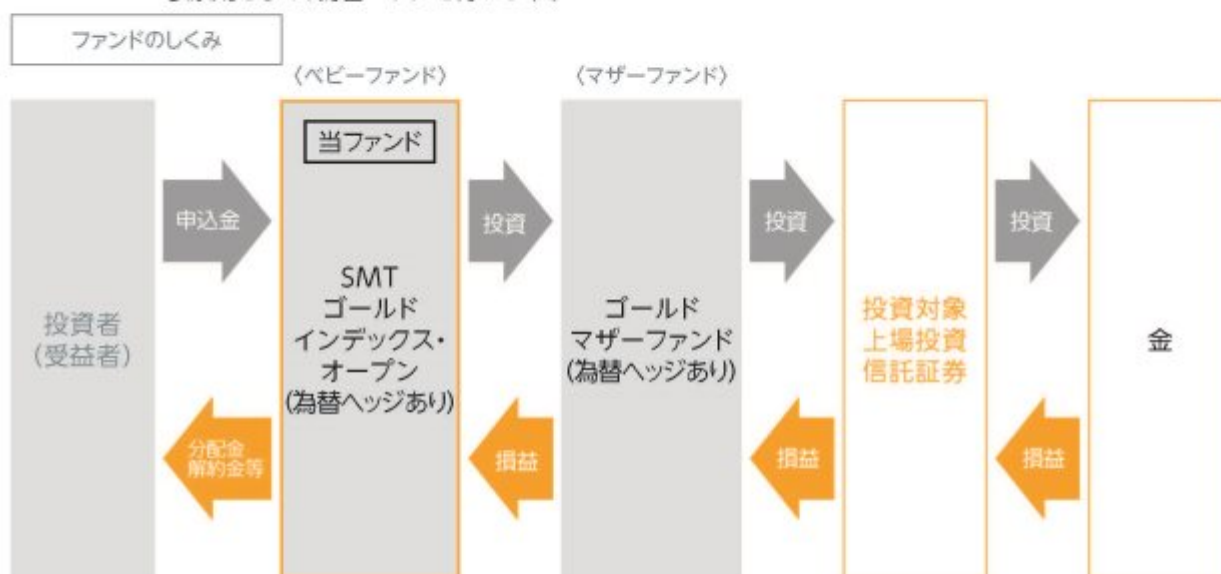 ファンドのしくみ
〈ベビーファンド〉
〈マザーファンド〉
投資者
(受益者)
申込金
分配金
解約金等
当ファンド
SMT
ゴールド
インデックス・
オープン
(為替ヘッジあり)
投資
損益
ゴールド
マザーファンド
(為替ヘッジあり)
投資
損益
投資対象
上場投資
信託証券
投資
損益
金